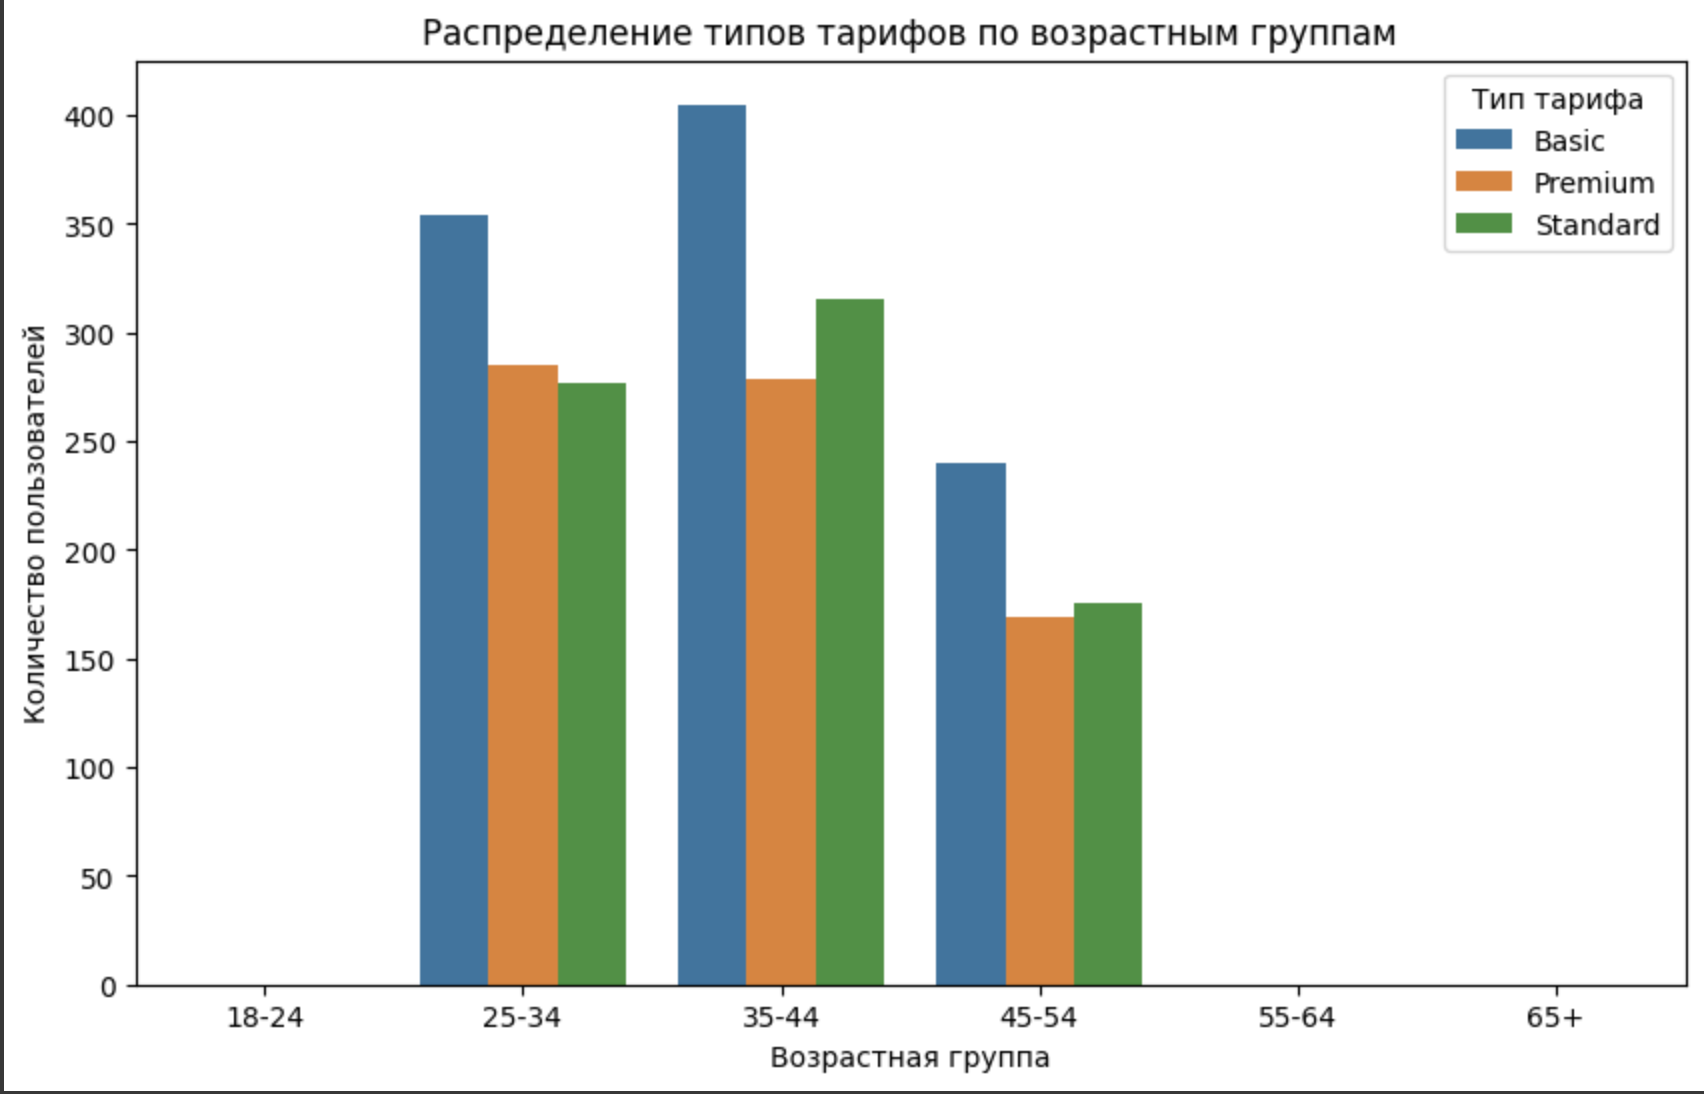 Распределение типов тарифов по возрастным группам
Тип тарифа
Basic
Premium
Standard
Количество пользователей
400
350
300
250
200
150
100
50
0
18-24 25-34 35-44 45-54 55-64 65+
Возрастная группа